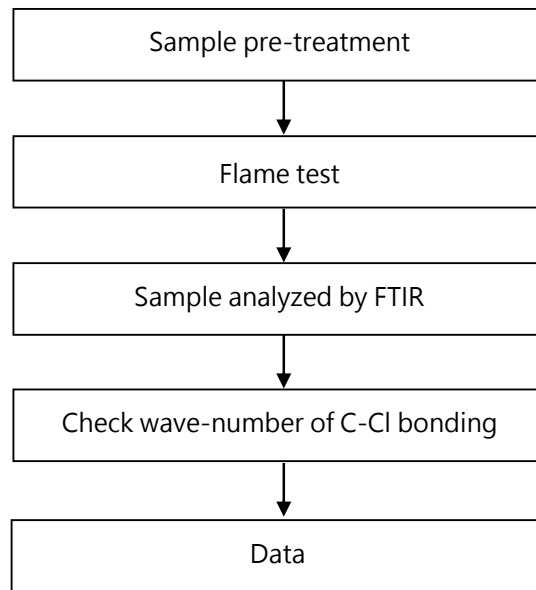 Sample pre-treatment
Flame test
Sample analyzed by FTIR
Check wave-number of C-Cl bonding
Data